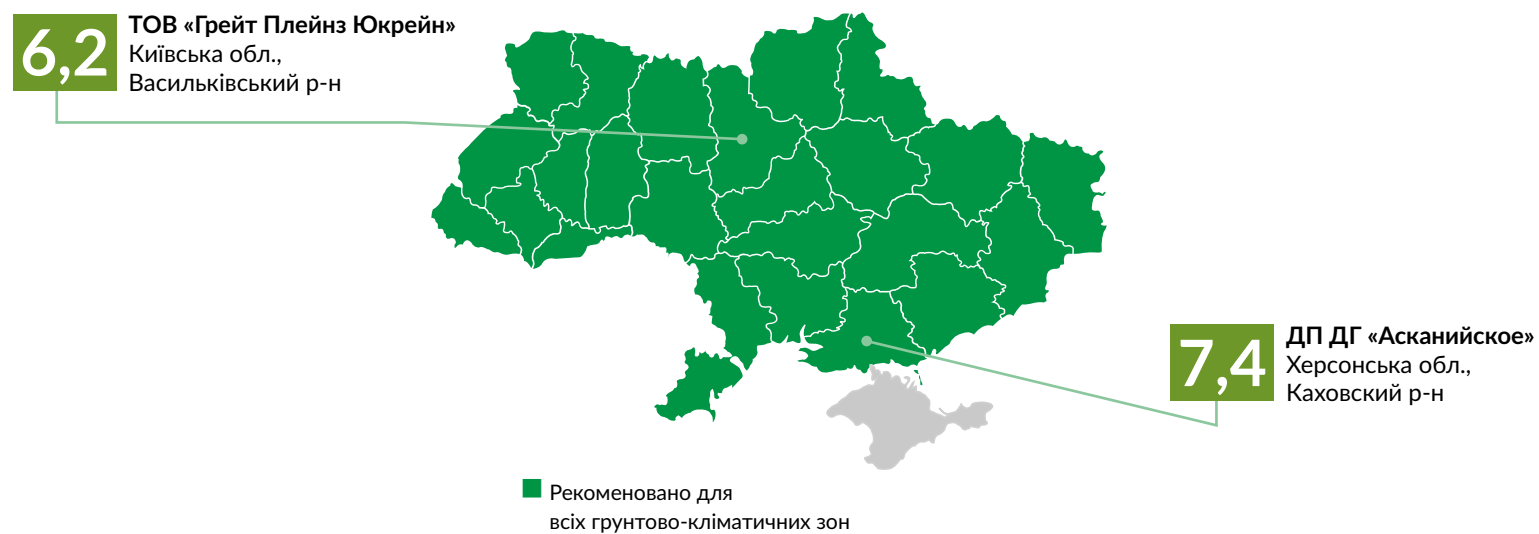 6,2
ТОВ «Грейт Плейнз Юкрейн»
Київська обл.,
Васильківський р-н
7,4
ДП ДГ «Асканийское»
Херсонська обл.,
Каховский р-н
Рекоменовано для
всіх грунтово-кліматичних зон